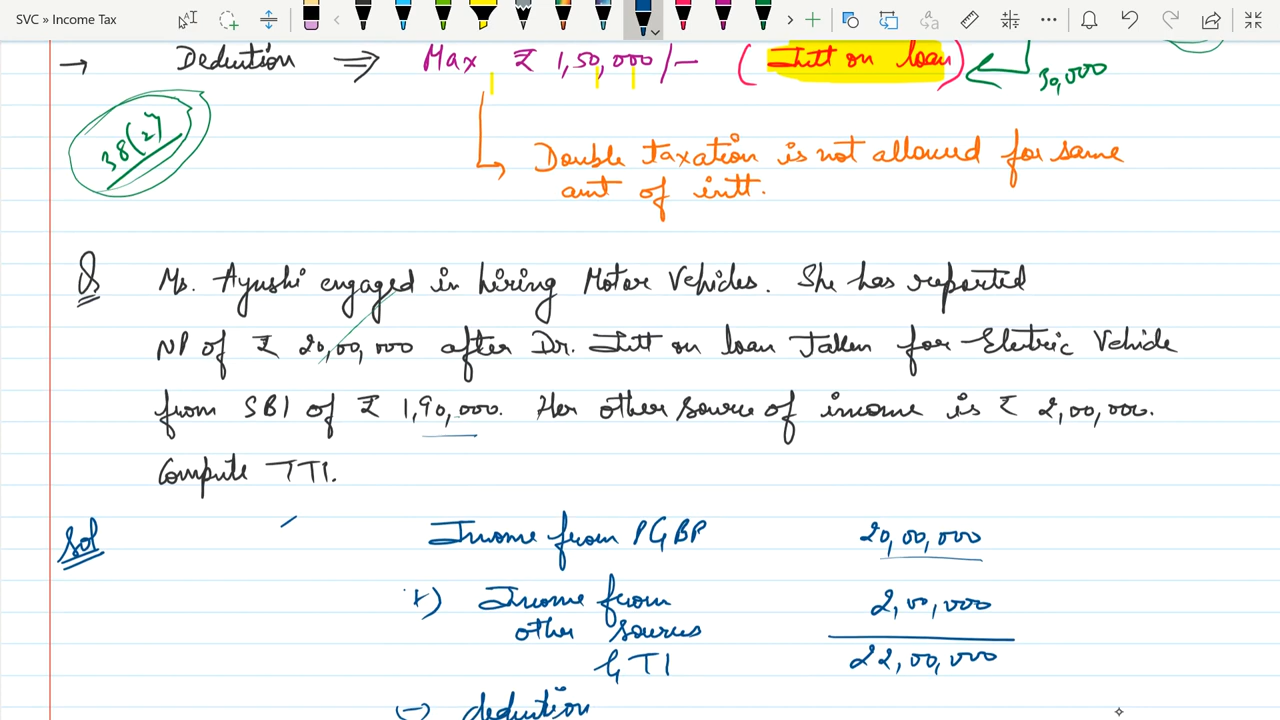 SVC » Income Tax
→ Deduction ⇒ Max ₹ 1,50,000/- (Intt on loan)
30,000
38(2)
Double taxation is not allowed for same
amt of intt.
Q Ms. Ayushi engaged in hiring Motor Vehicles. She has reported
NP of ₹ 20,00,000 after Dr. Intt on loan Taken for Eletric Vehicle
from SBI of ₹ 1,90,000. Her other source of income is ₹ 2,00,000.
Compute TTI.
Sol Income from PGBP 20,00,000
+) Income from 2,00,000
other sources
GTI 22,00,000
(-) deduction